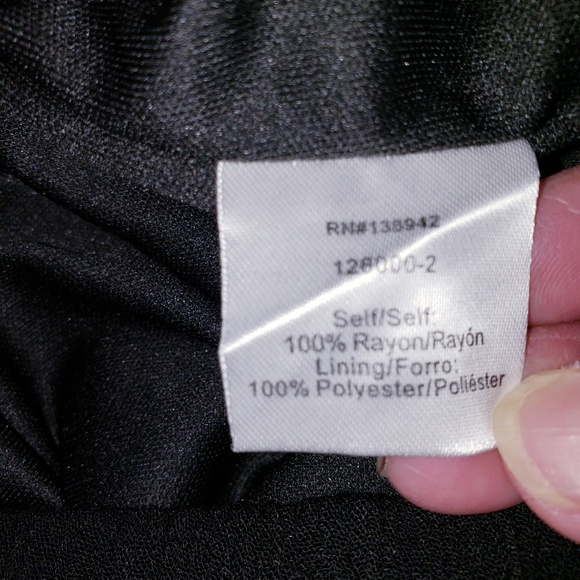 RN#138942
126000-2
Self/Self:
100% Rayon/Rayón
Lining/Forro:
100% Polyester/Poliéster